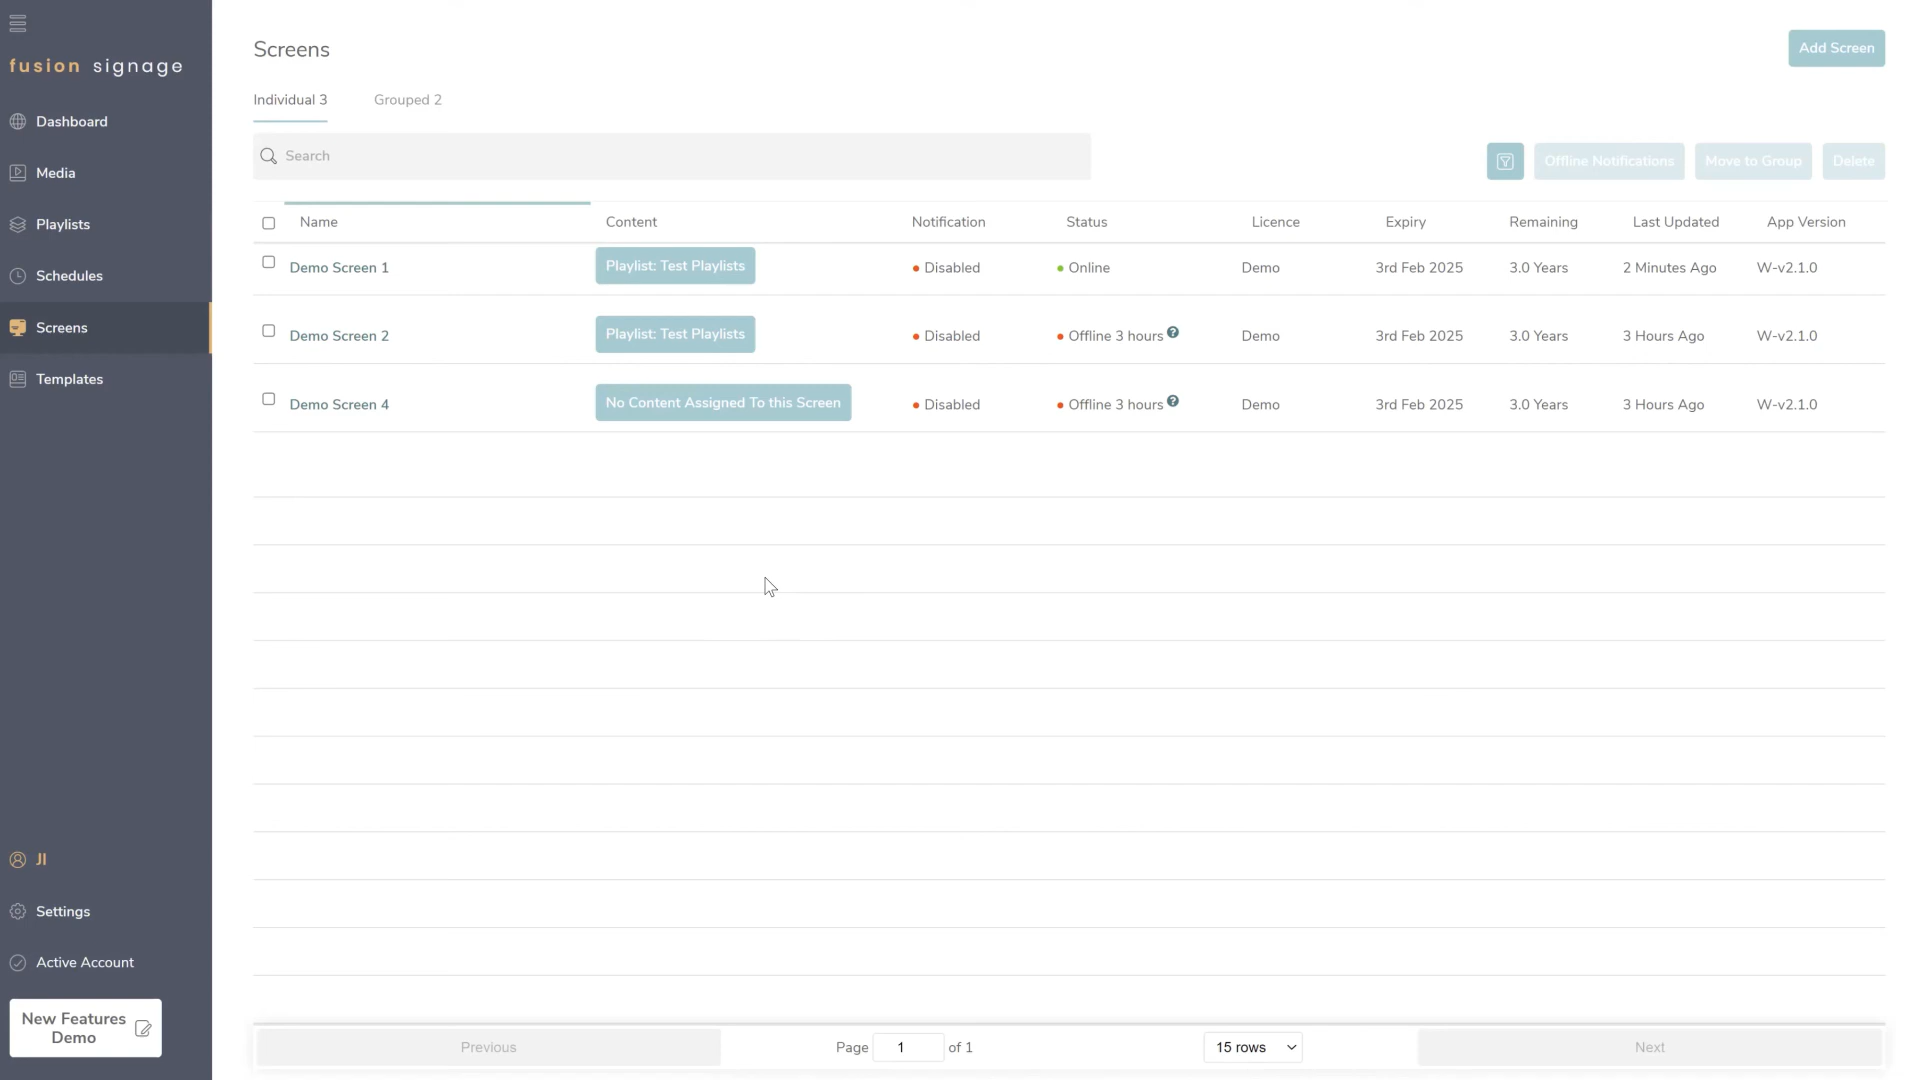 fusion signage
Dashboard
Media
Playlists
Schedules
Screens
Templates
JI
Settings
Active Account
New Features
Demo
Screens
Add Screen
Individual 3 Grouped 2
Search
Offline Notifications Move to Group Delete
Name Content Notification Status Licence Expiry Remaining Last Updated App Version
Demo Screen 1 Playlist: Test Playlists Disabled Online Demo 3rd Feb 2025 3.0 Years 2 Minutes Ago W-v2.1.0
Demo Screen 2 Playlist: Test Playlists Disabled Offline 3 hours ? Demo 3rd Feb 2025 3.0 Years 3 Hours Ago W-v2.1.0
Demo Screen 4 No Content Assigned To this Screen Disabled Offline 3 hours ? Demo 3rd Feb 2025 3.0 Years 3 Hours Ago W-v2.1.0
Previous Page 1 of 1 15 rows Next